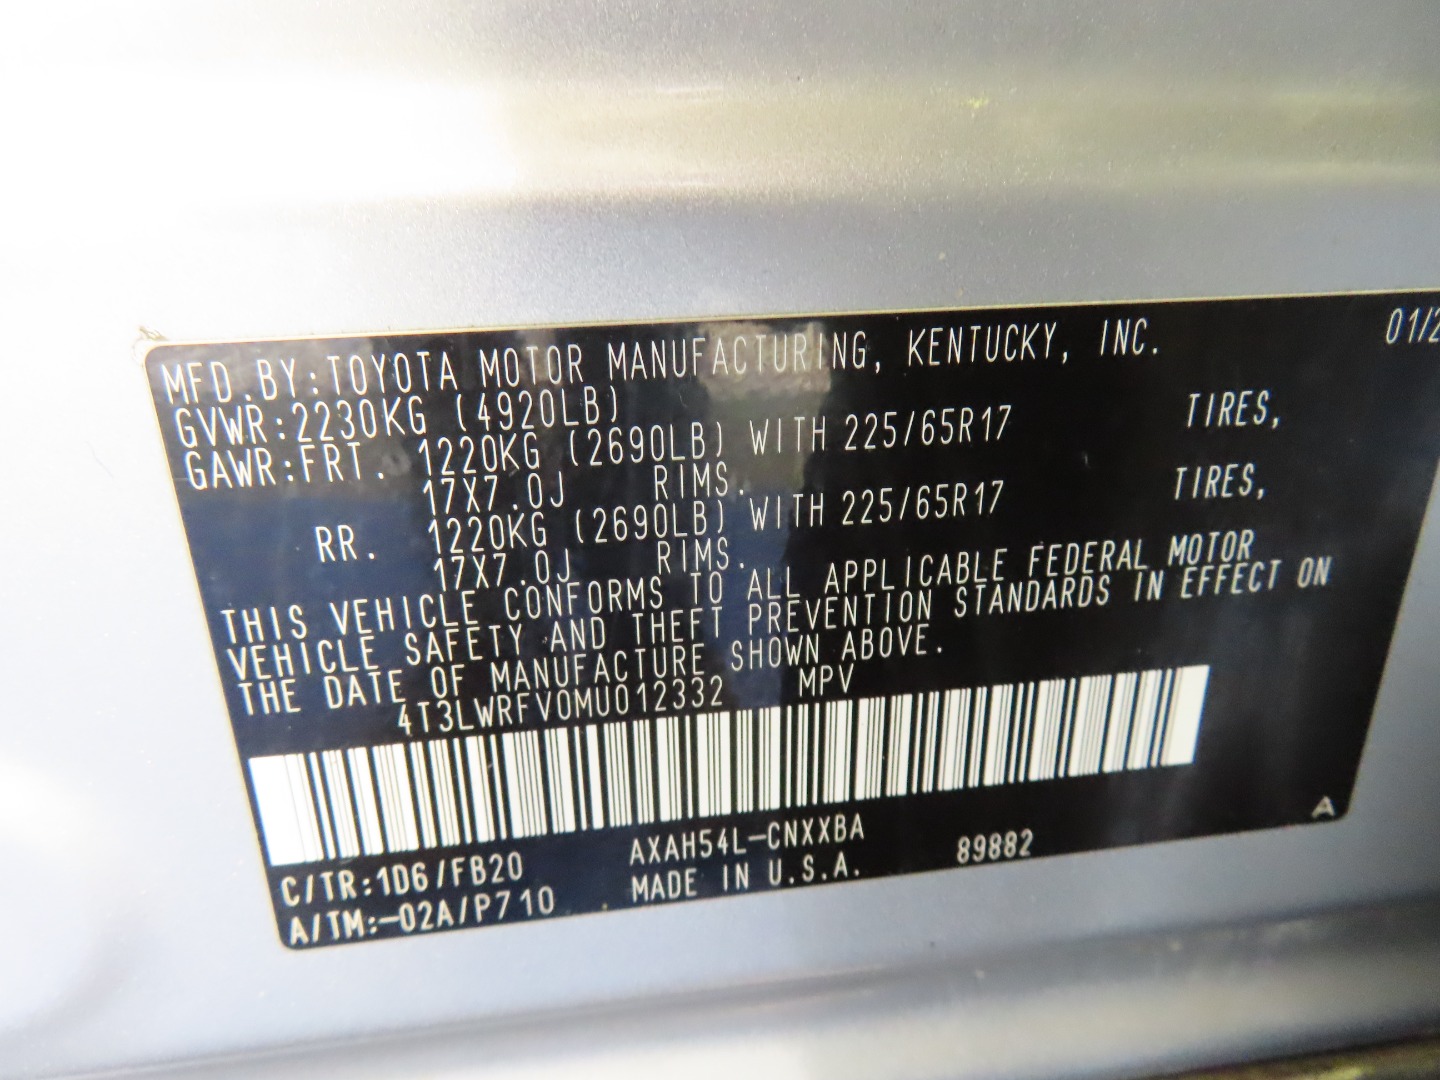 MFD.BY:TOYOTA MOTOR MANUFACTURING, KENTUCKY, INC. 01/2
GVWR:2230KG (4920LB)
GAWR:FRT. 1220KG (2690LB) WITH 225/65R17 TIRES,
17X7.0J RIMS.
RR. 1220KG (2690LB) WITH 225/65R17 TIRES,
17X7.0J RIMS.
THIS VEHICLE CONFORMS TO ALL APPLICABLE FEDERAL MOTOR
VEHICLE SAFETY AND THEFT PREVENTION STANDARDS IN EFFECT ON
THE DATE OF MANUFACTURE SHOWN ABOVE.
4T3LWRFV0MU012332 MPV
C/TR:1D6/FB20 AXAH54L-CNXXBA 89882 A
A/TM:-02A/P710 MADE IN U.S.A.